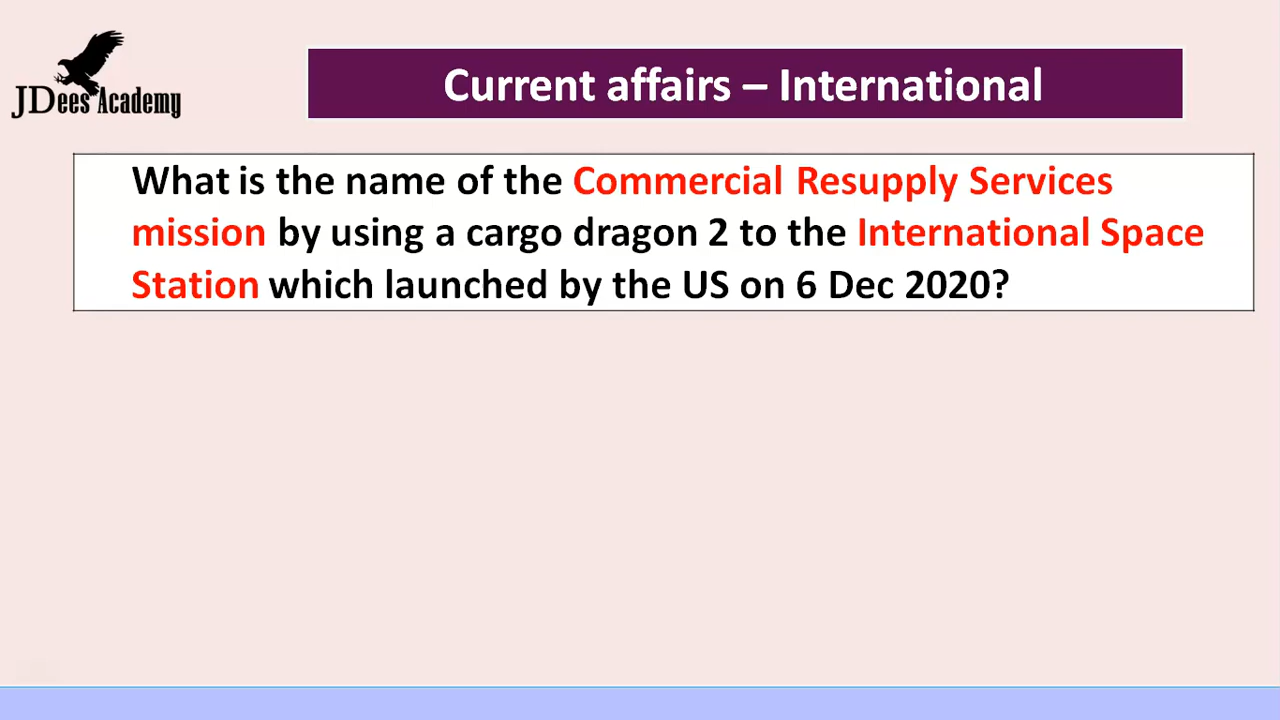 JDees Academy
Current affairs – International
What is the name of the Commercial Resupply Services
mission by using a cargo dragon 2 to the International Space
Station which launched by the US on 6 Dec 2020?